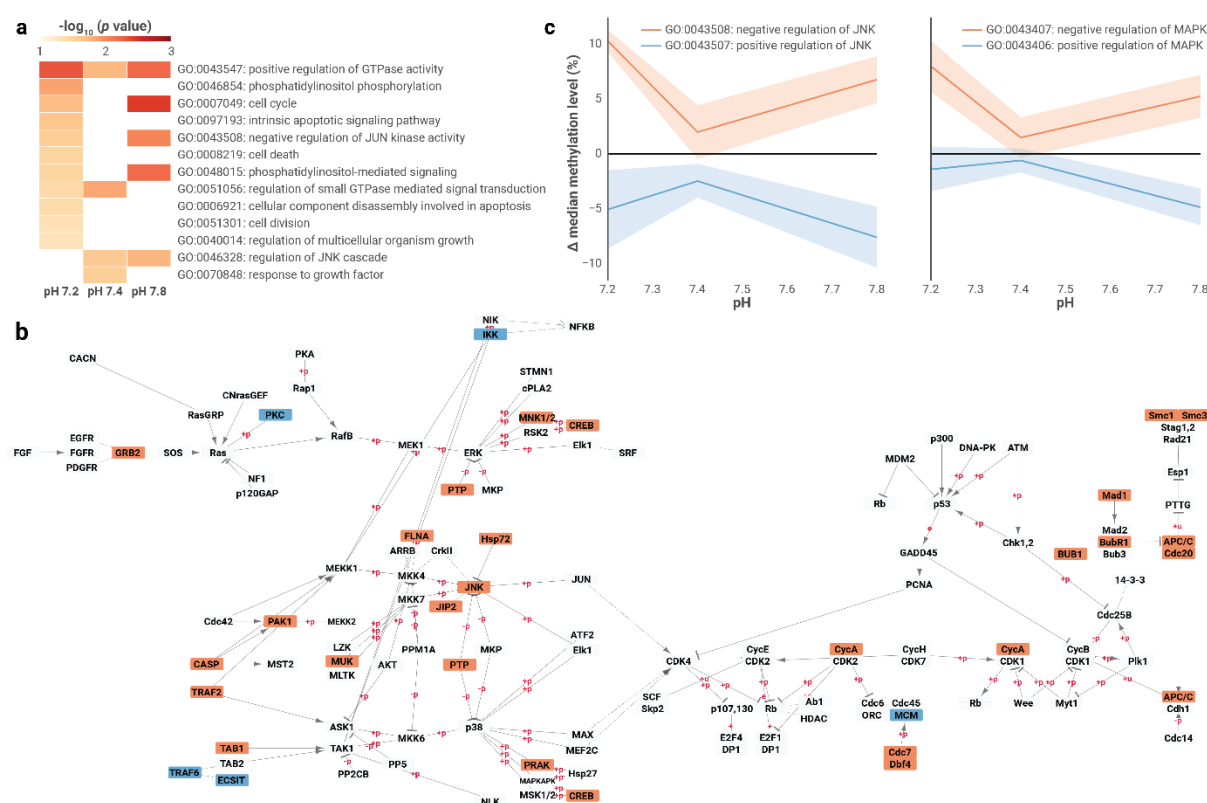 a
-log10 (p value)
1 2 3
GO:0043547: positive regulation of GTPase activity
GO:0046854: phosphatidylinositol phosphorylation
GO:0007049: cell cycle
GO:0097193: intrinsic apoptotic signaling pathway
GO:0043508: negative regulation of JUN kinase activity
GO:0008219: cell death
GO:0048015: phosphatidylinositol-mediated signaling
GO:0051056: regulation of small GTPase mediated signal transduction
GO:0006921: cellular component disassembly involved in apoptosis
GO:0051301: cell division
GO:0040014: regulation of multicellular organism growth
GO:0046328: regulation of JNK cascade
GO:0070848: response to growth factor
pH 7.2 pH 7.4 pH 7.8
c
Δ median methylation level (%)
10
5
0
−5
−10
GO:0043508: negative regulation of JNK
GO:0043507: positive regulation of JNK
7.2 7.3 7.4 7.5 7.6 7.7 7.8
pH
GO:0043407: negative regulation of MAPK
GO:0043406: positive regulation of MAPK
7.2 7.3 7.4 7.5 7.6 7.7 7.8
pH
b
NIK
IKK
NFKB
CACN
PKA
Rap1
STMN1
cPLA2
CNrasGEF
RasGRP
PKC
MNK1/2
CREB
RSK2
FGF
EGFR
FGFR
PDGFR
GRB2
SOS
Ras
RafB
MEK1
ERK
Elk1
SRF
NF1
p120GAP
PTP
MKP
FLNA
Hsp72
ARRB
CrkII
MEKK1
MKK4
JNK
JUN
MKK7
JIP2
Cdc42
PAK1
MEKK2
LZK
MUK
MLTK
PPM1A
AKT
PTP
MKP
ATF2
Elk1
CASP
MST2
TRAF2
ASK1
TAK1
MKK6
p38
MAX
MEF2C
TAB1
TAB2
TRAF6
ECSIT
PP2CB
PP5
NLK
PRAK
MAPKAPK
MSK1/2
Hsp27
CREB
p300
DNA-PK
ATM
MDM2
Rb
p53
Smc1 Smc3
Stag1,2
Rad21
Esp1
PTTG
Mad1
Mad2
BubR1
Bub3
APC/C
Cdc20
BUB1
Chk1,2
GADD45
PCNA
14-3-3
Cdc25B
CDK4
CycE
CDK2
CycA
CDK2
CycH
CDK7
CycA
CDK1
CycB
CDK1
Plk1
SCF
Skp2
p107,130
Rb
Ab1
HDAC
Cdc6
ORC
Cdc45
MCM
Rb
Wee
Myt1
APC/C
Cdh1
Cdc14
E2F4
DP1
E2F1
DP1
Cdc7
Dbf4